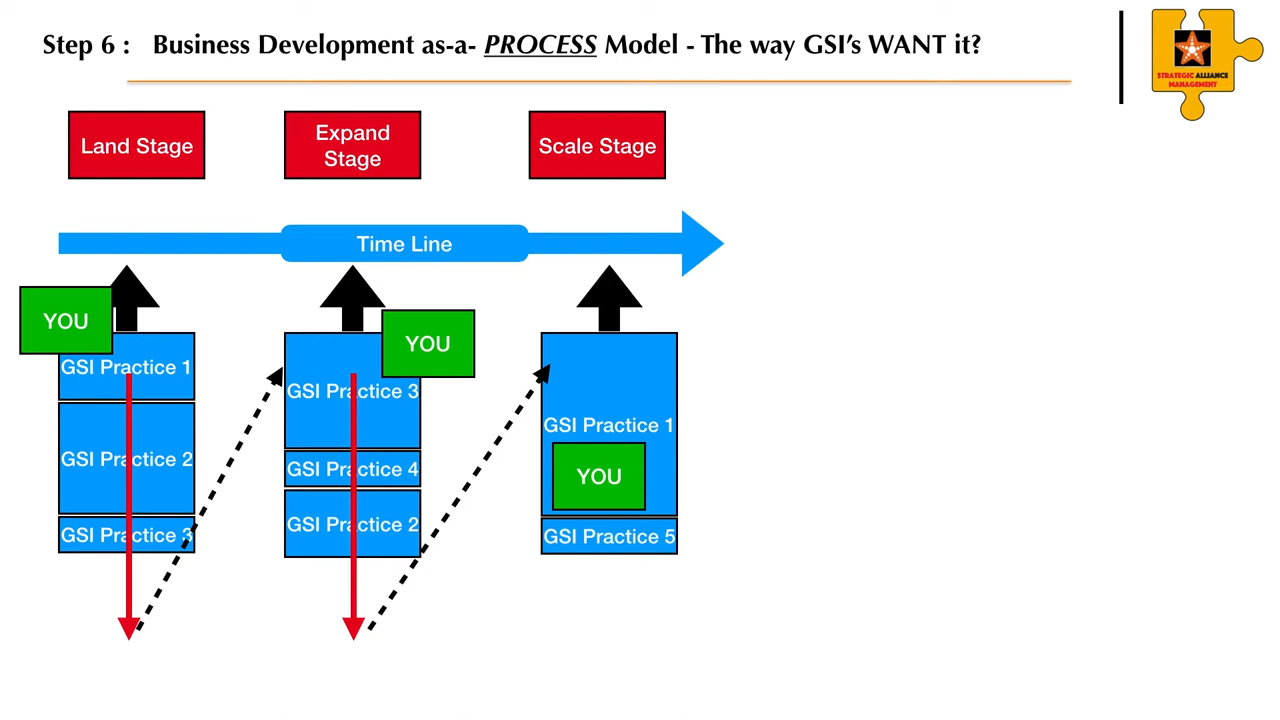 Step 6 : Business Development as-a- PROCESS Model - The way GSI's WANT it?
STRATEGIC ALLIANCE
MANAGEMENT
Land Stage
Expand
Stage
Scale Stage
Time Line
YOU
GSI Practice 1
GSI Practice 2
GSI Practice 3
YOU
GSI Practice 3
GSI Practice 4
GSI Practice 2
GSI Practice 1
YOU
GSI Practice 5